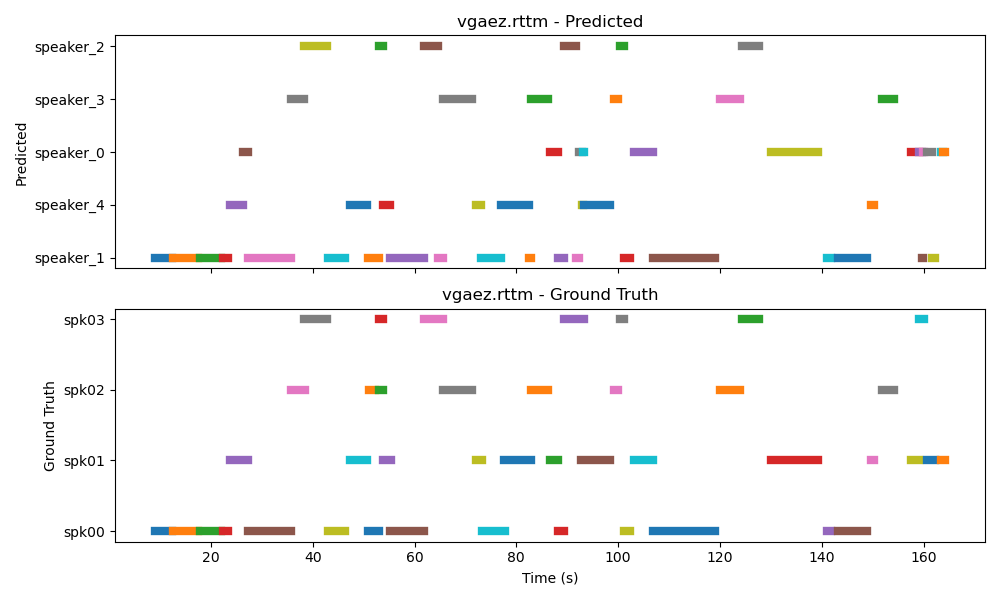 vgaez.rttm - Predicted
speaker_2
speaker_3
speaker_0
speaker_4
speaker_1
Predicted
vgaez.rttm - Ground Truth
spk03
spk02
spk01
spk00
Ground Truth
20 40 60 80 100 120 140 160
Time (s)